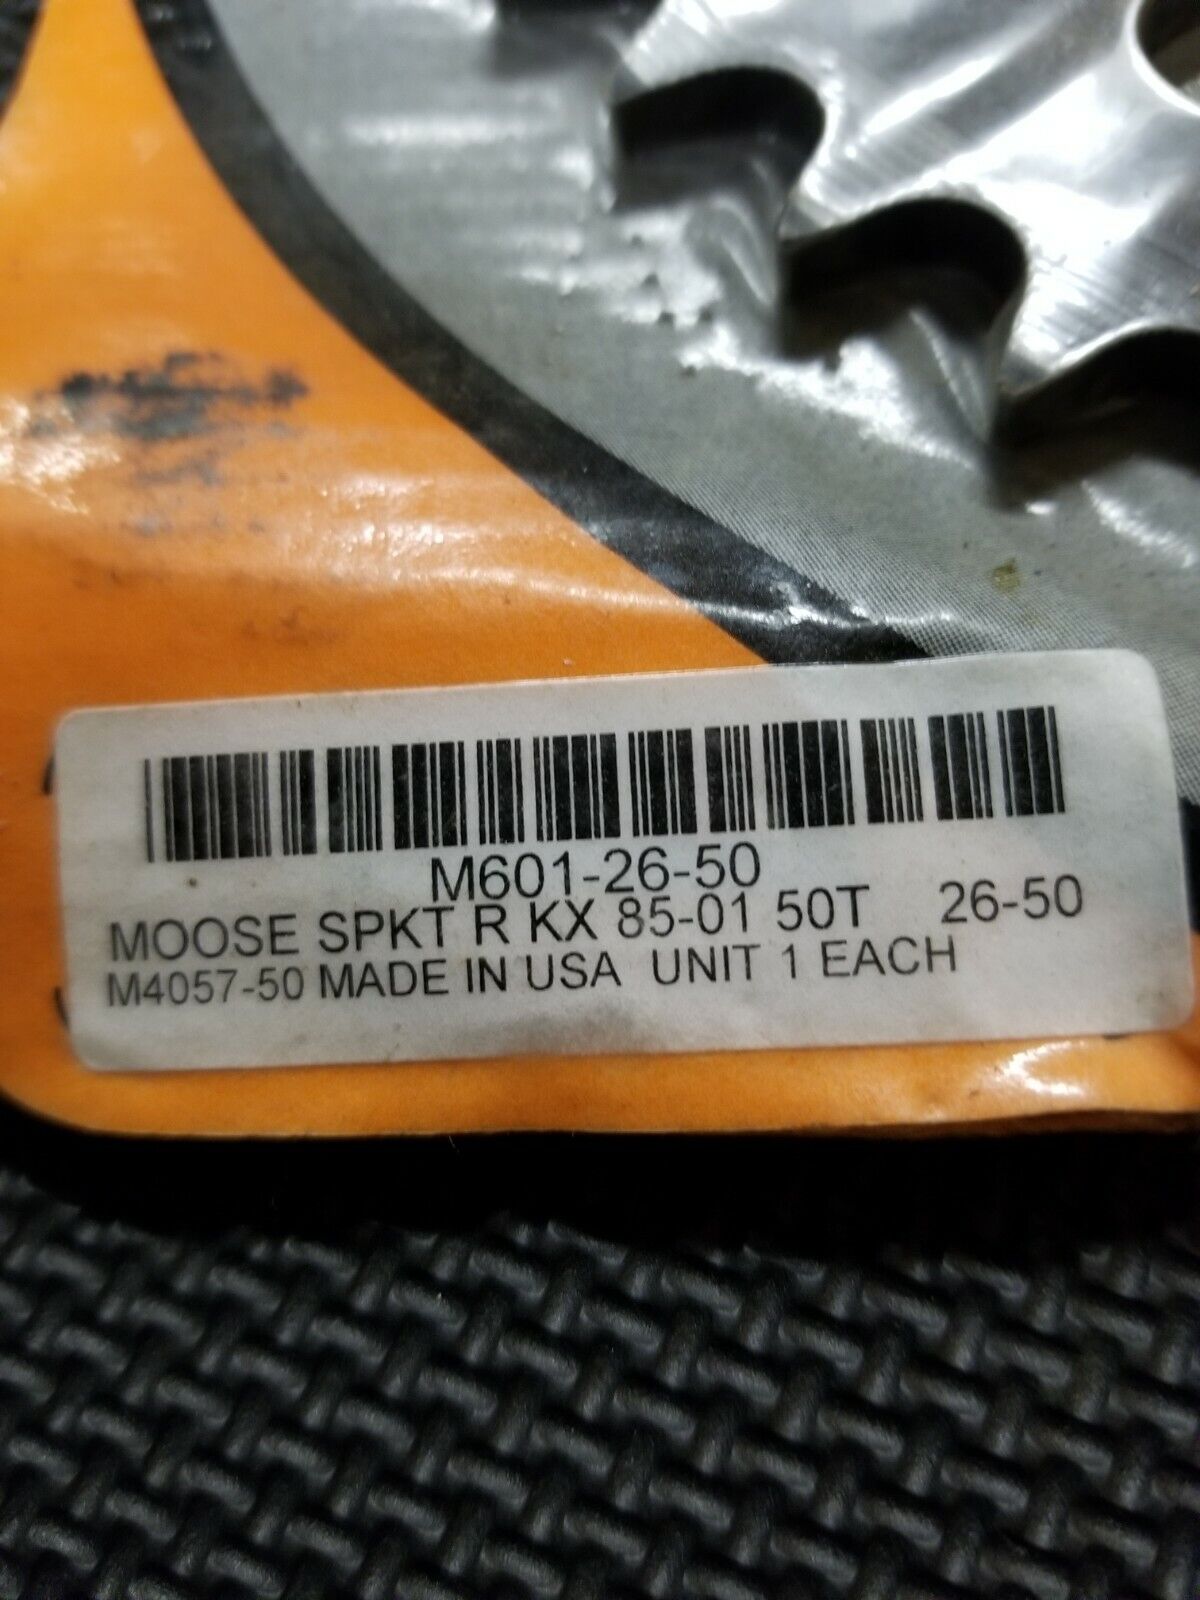 M601-26-50
MOOSE SPKT R KX 85-01 50T 26-50
M4057-50 MADE IN USA UNIT 1 EACH